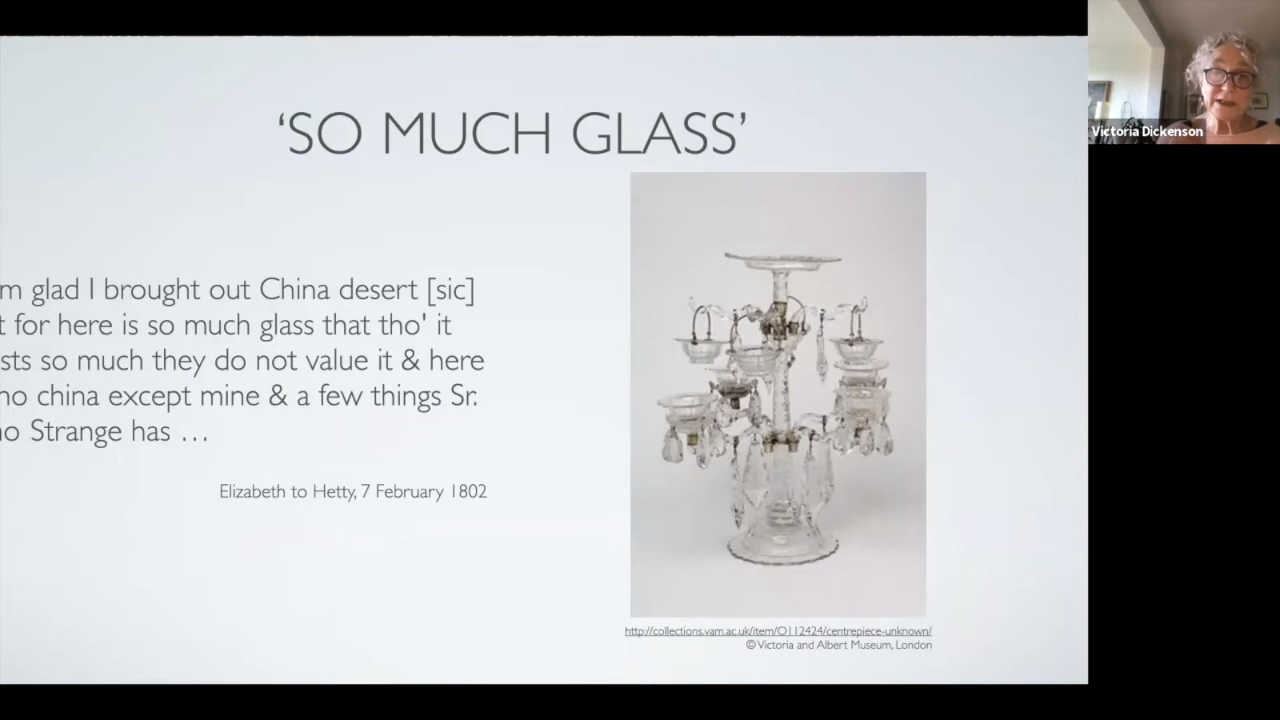 ‘SO MUCH GLASS’
m glad I brought out China desert [sic]
t for here is so much glass that tho' it
sts so much they do not value it & here
no china except mine & a few things Sr.
no Strange has …
Elizabeth to Hetty, 7 February 1802
http://collections.vam.ac.uk/item/O112424/centrepiece-unknown/
© Victoria and Albert Museum, London
Victoria Dickenson